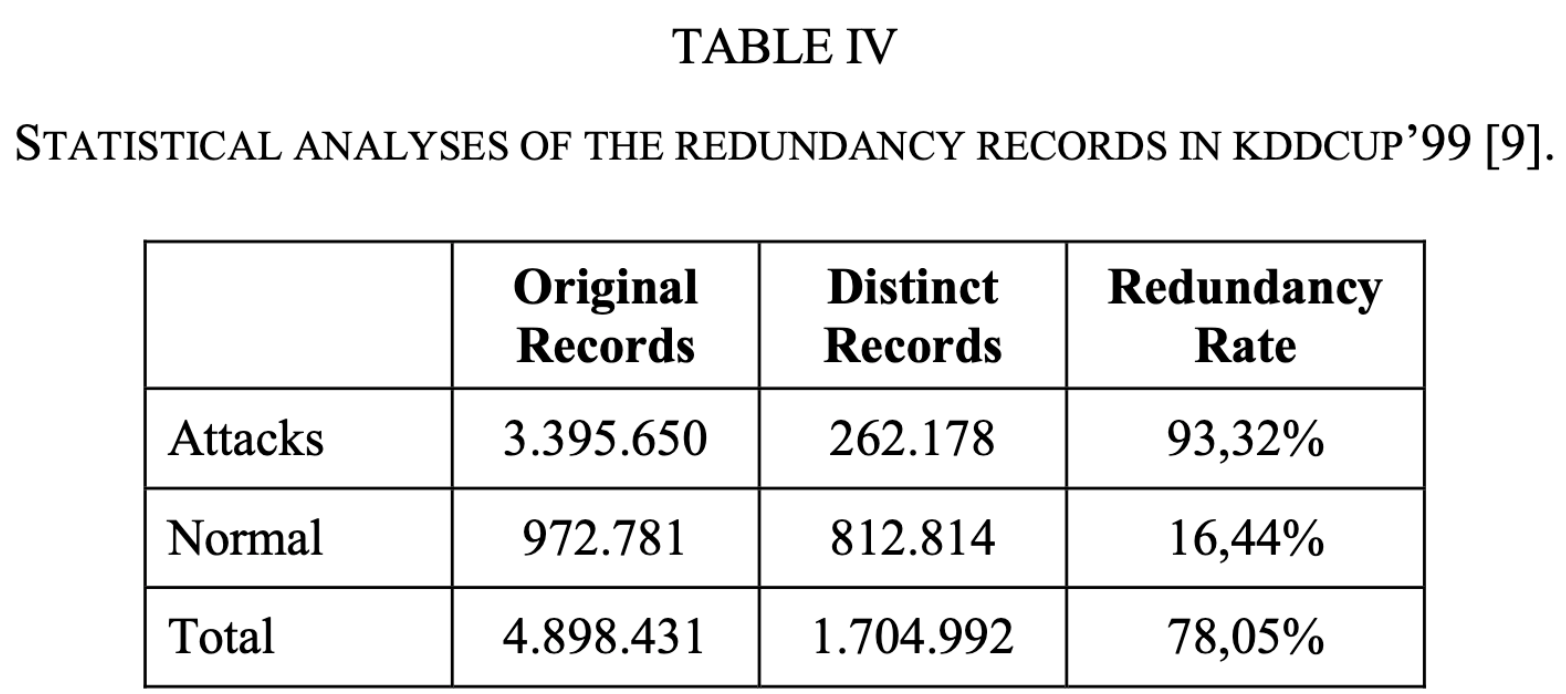 TABLE IV
STATISTICAL ANALYSES OF THE REDUNDANCY RECORDS IN KDDCUP’99 [9].
Original Records Distinct Records Redundancy Rate
Attacks 3.395.650 262.178 93,32%
Normal 972.781 812.814 16,44%
Total 4.898.431 1.704.992 78,05%